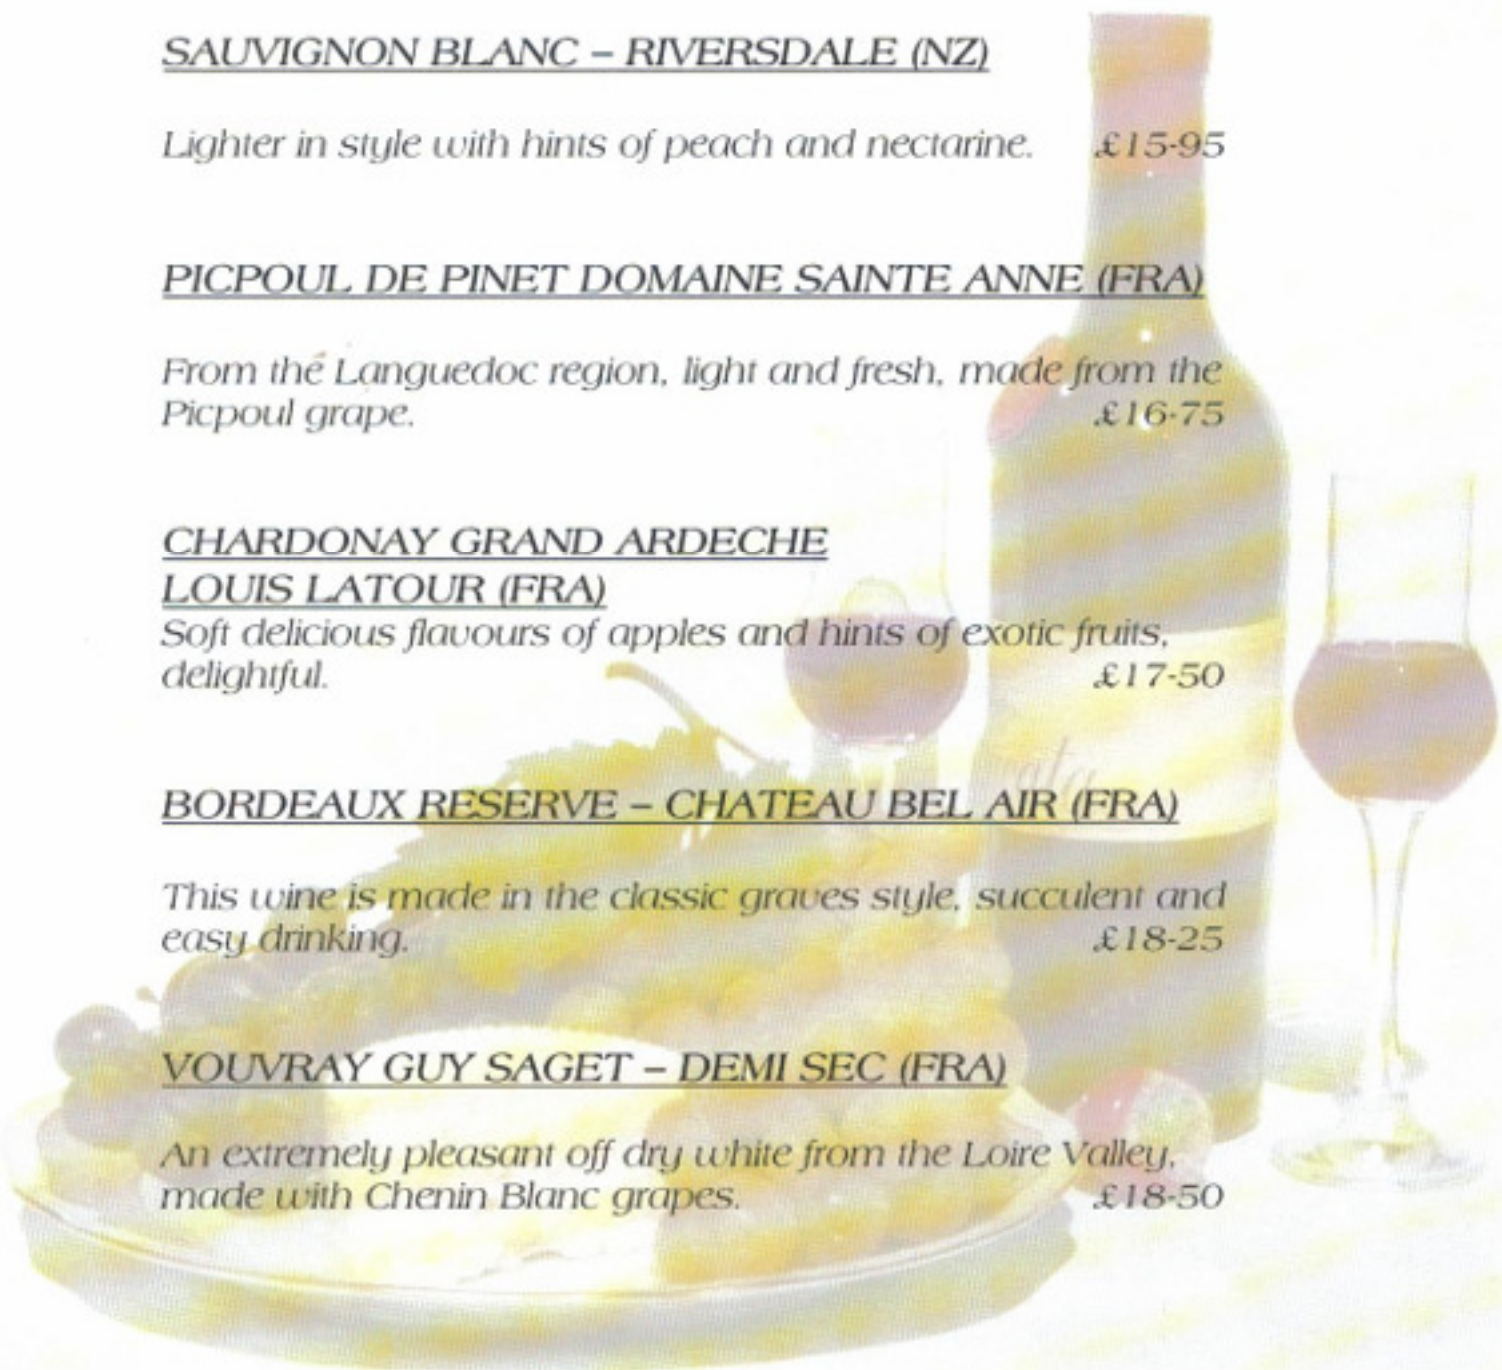 SAUVIGNON BLANC – RIVERSDALE (NZ)
Lighter in style with hints of peach and nectarine. £15-95
PICPOUL DE PINET DOMAINE SAINTE ANNE (FRA)
From the Languedoc region, light and fresh, made from the
Picpoul grape. £16-75
CHARDONAY GRAND ARDECHE
LOUIS LATOUR (FRA)
Soft delicious flavours of apples and hints of exotic fruits,
delightful. £17-50
BORDEAUX RESERVE – CHATEAU BEL AIR (FRA)
This wine is made in the classic graves style, succulent and
easy drinking. £18-25
VOUVRAY GUY SAGET – DEMI SEC (FRA)
An extremely pleasant off dry white from the Loire Valley,
made with Chenin Blanc grapes. £18-50